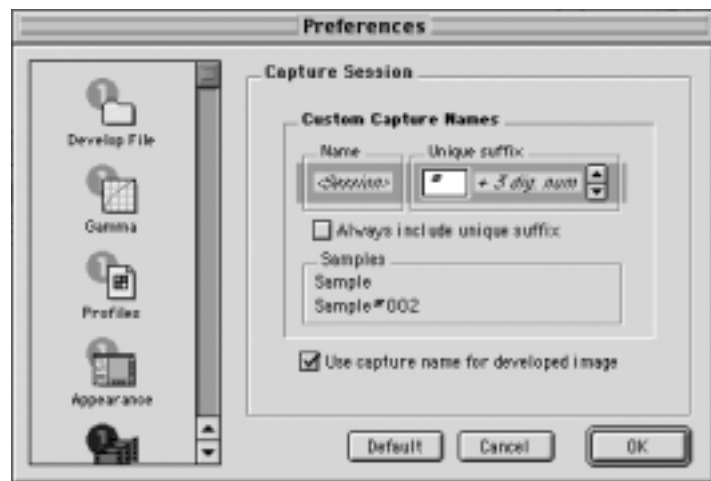 Preferences
Develop File
Gamma
Profiles
Appearance
Capture Session
Custom Capture Names
Name
Unique suffix
<Session>
# + 3 dig. num
Always include unique suffix
Samples
Sample
Sample#002
Use capture name for developed image
Default
Cancel
OK